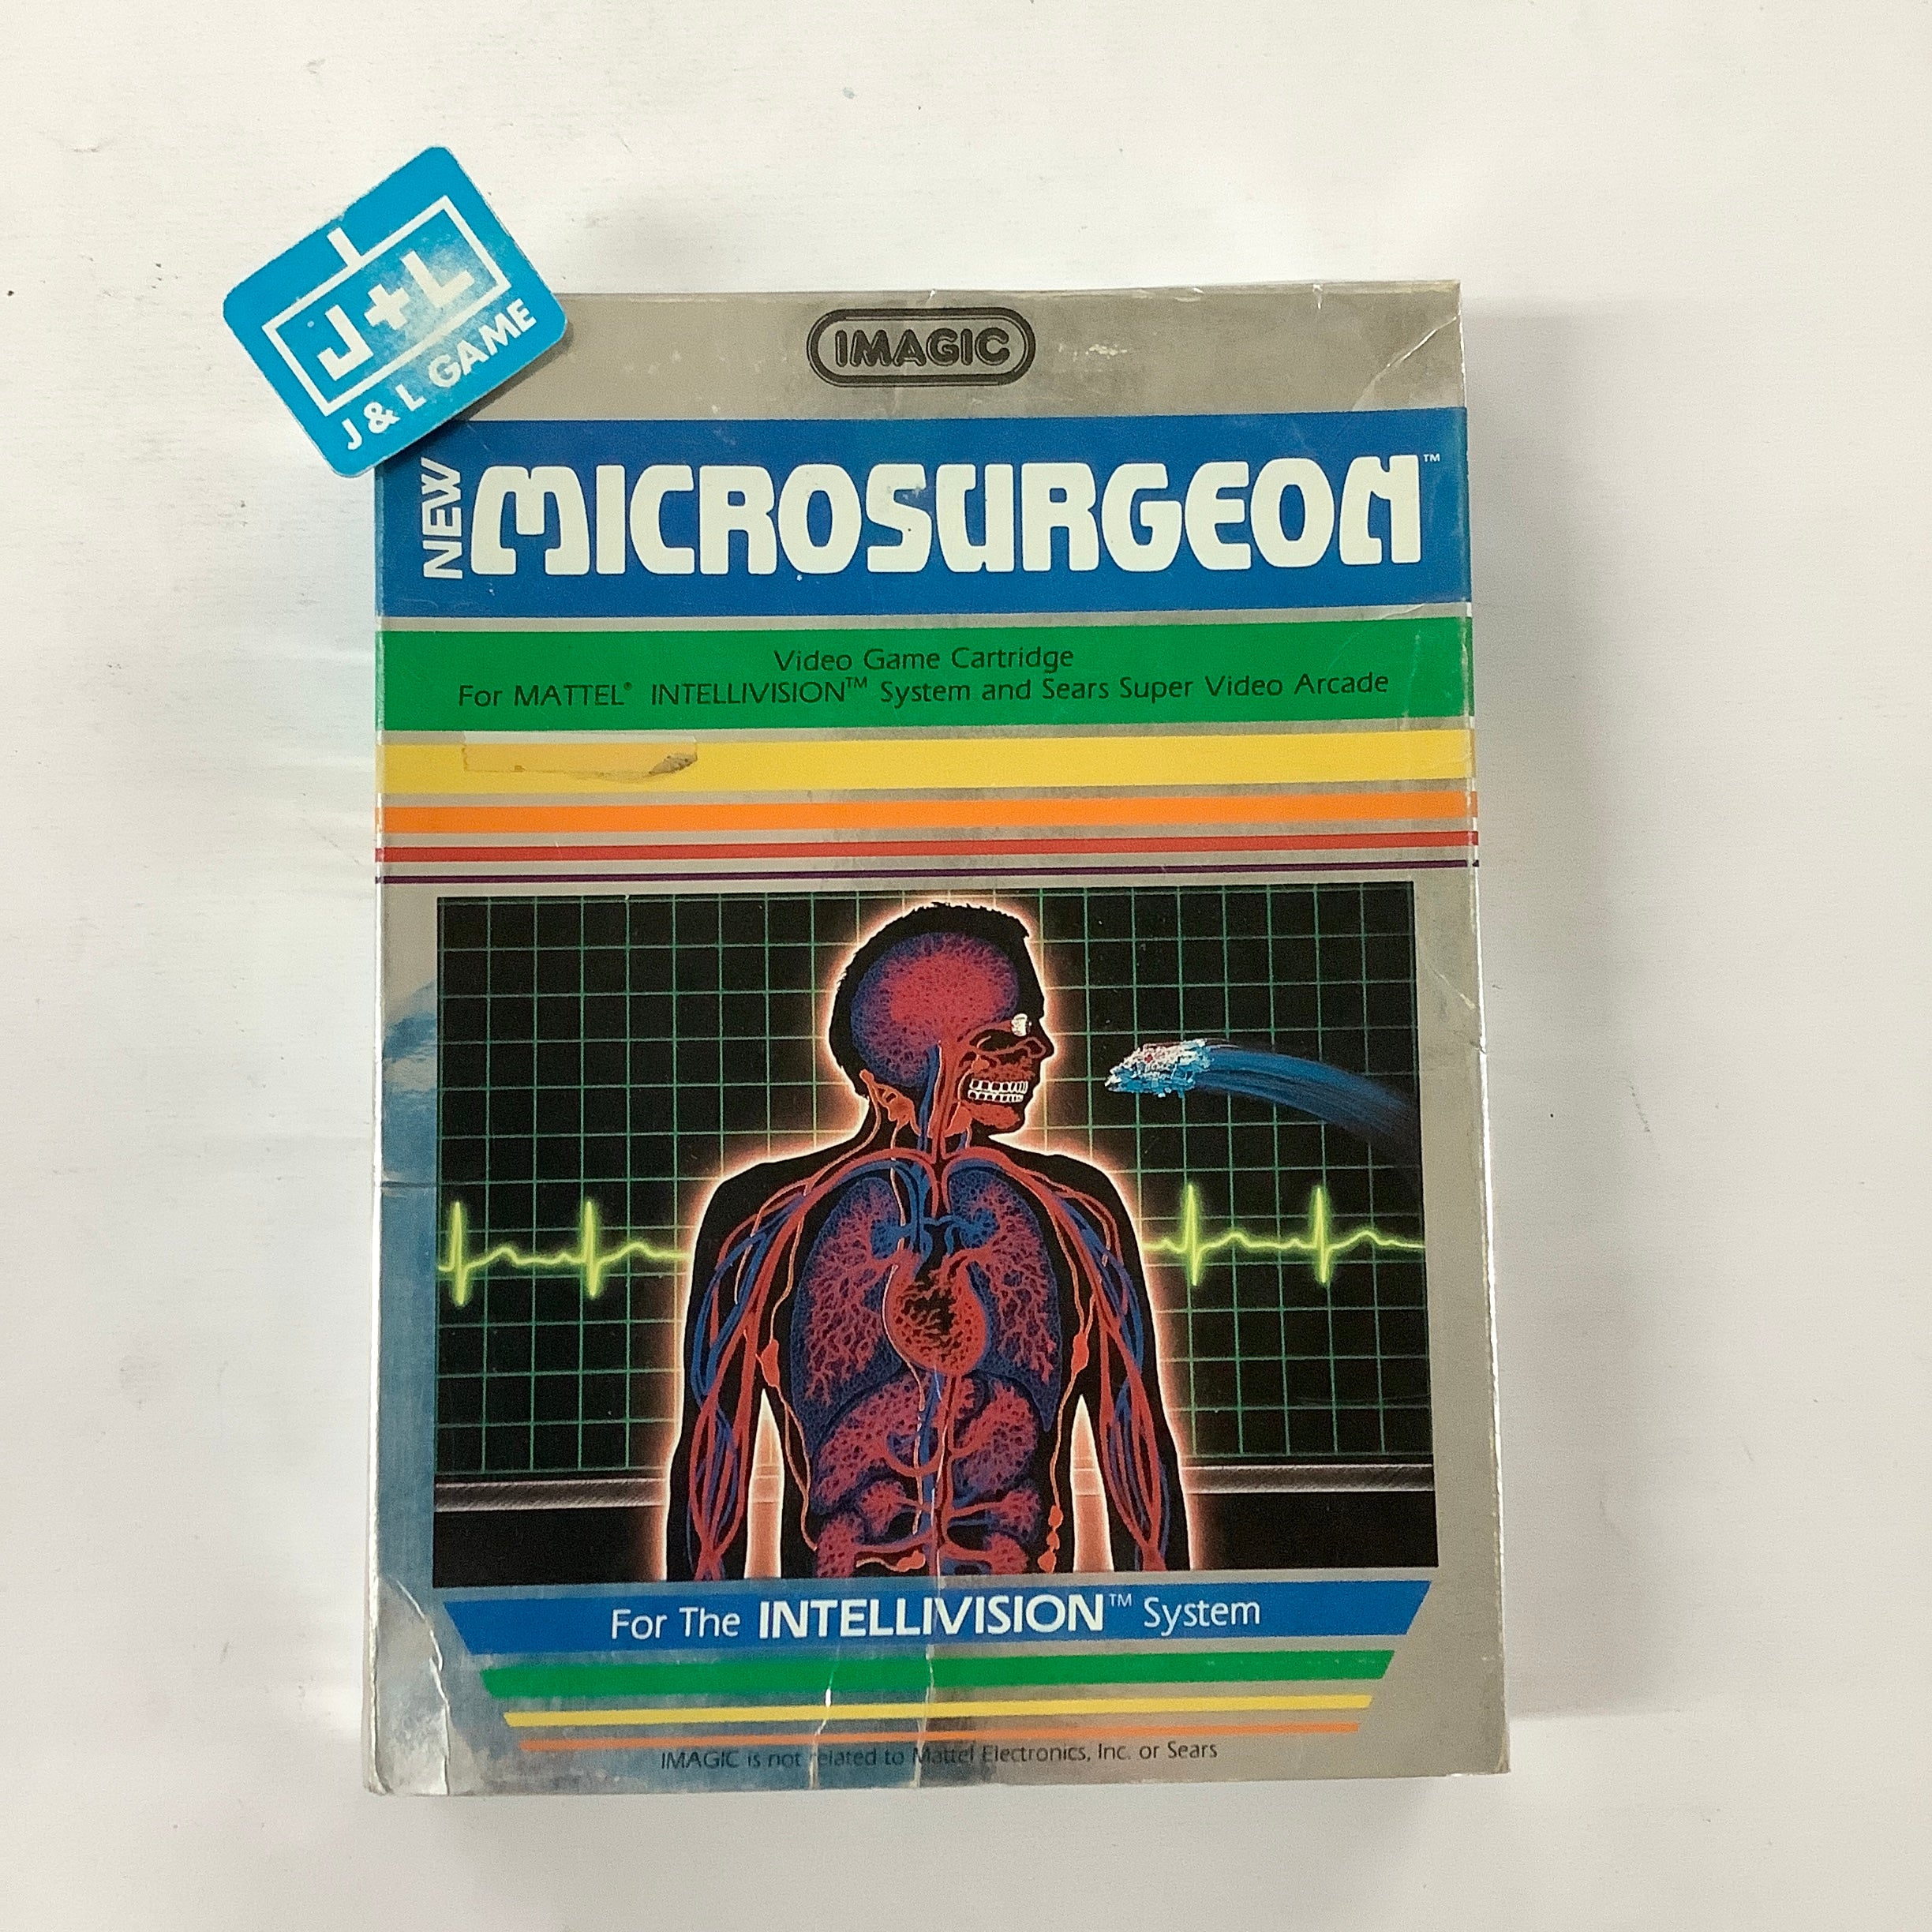 J+L
J & L GAME
IMAGIC
NEW MICROSURGEON™
Video Game Cartridge
For MATTEL® INTELLIVISION™ System and Sears Super Video Arcade
For The INTELLIVISION™ System
IMAGIC is not related to Mattel Electronics, Inc. or Sears